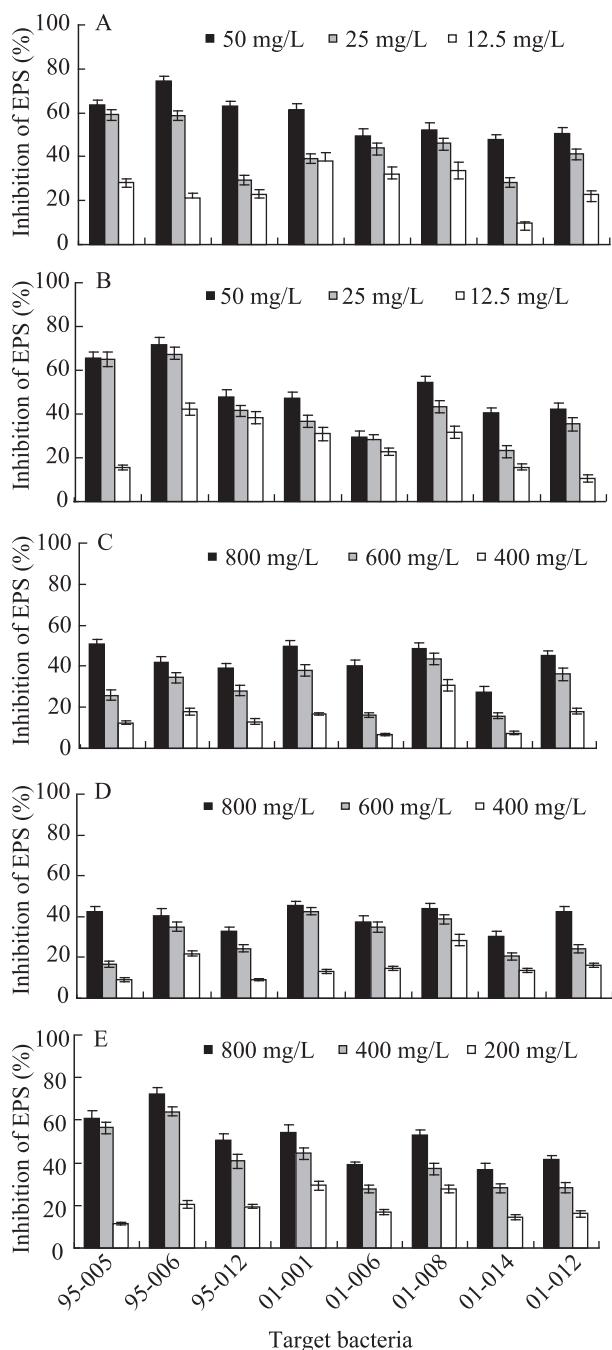 A
■ 50 mg/L ■ 25 mg/L □ 12.5 mg/L
Inhibition of EPS (%)
100
80
60
40
20
0
B
■ 50 mg/L ■ 25 mg/L □ 12.5 mg/L
Inhibition of EPS (%)
100
80
60
40
20
0
C
■ 800 mg/L ■ 600 mg/L □ 400 mg/L
Inhibition of EPS (%)
100
80
60
40
20
0
D
■ 800 mg/L ■ 600 mg/L □ 400 mg/L
Inhibition of EPS (%)
100
80
60
40
20
0
E
■ 800 mg/L ■ 400 mg/L □ 200 mg/L
Inhibition of EPS (%)
100
80
60
40
20
0
95-005
95-006
95-012
01-001
01-006
01-008
01-014
01-012
Target bacteria